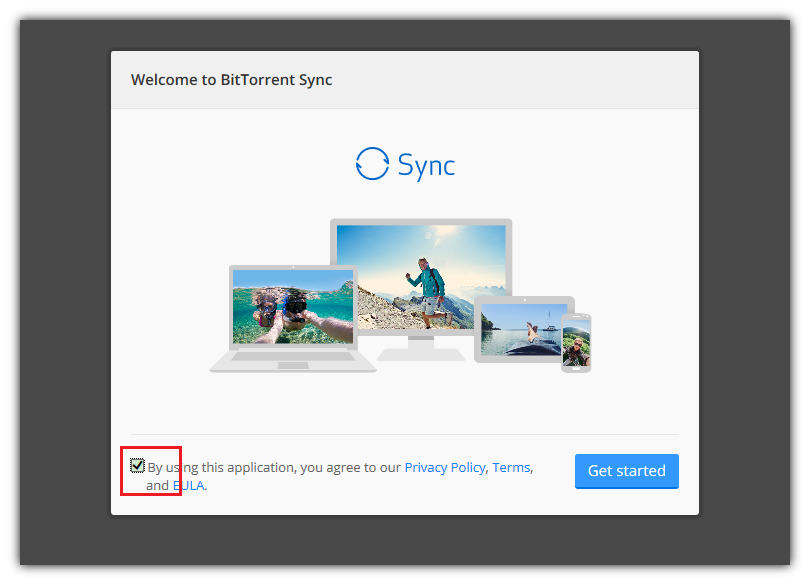 Welcome to BitTorrent Sync
Sync
By using this application, you agree to our Privacy Policy, Terms,
and EULA.
Get started